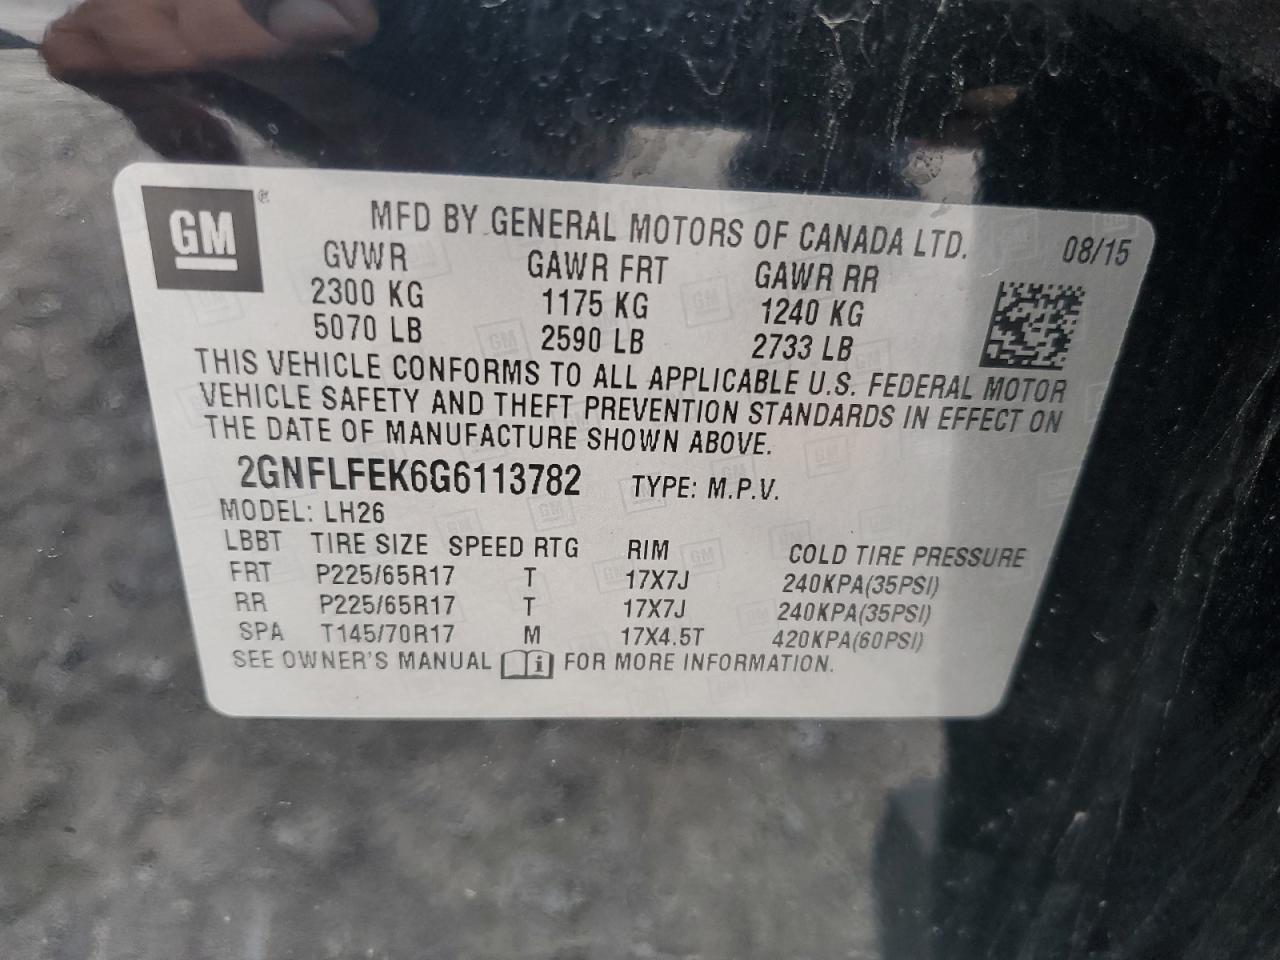 GM ®
MFD BY GENERAL MOTORS OF CANADA LTD.
08/15
GVWR GAWR FRT GAWR RR
2300 KG 1175 KG 1240 KG
5070 LB 2590 LB 2733 LB
THIS VEHICLE CONFORMS TO ALL APPLICABLE U.S. FEDERAL MOTOR
VEHICLE SAFETY AND THEFT PREVENTION STANDARDS IN EFFECT ON
THE DATE OF MANUFACTURE SHOWN ABOVE.
2GNFLFEK6G6113782 TYPE: M.P.V.
MODEL: LH26
LBBT TIRE SIZE SPEED RTG RIM COLD TIRE PRESSURE
FRT P225/65R17 T 17X7J 240KPA(35PSI)
RR P225/65R17 T 17X7J 240KPA(35PSI)
SPA T145/70R17 M 17X4.5T 420KPA(60PSI)
SEE OWNER'S MANUAL i FOR MORE INFORMATION.